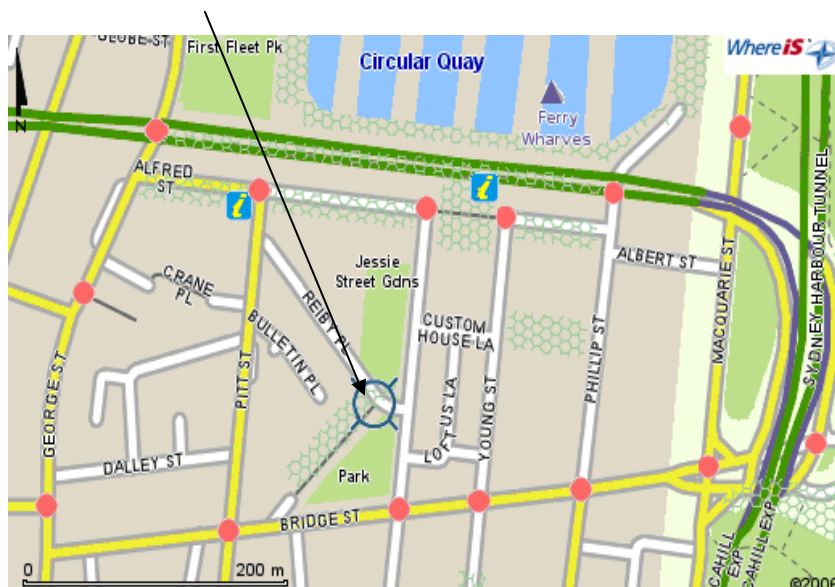 GLOBE ST
First Fleet Pk
Circular Quay
WhereiS
Ferry
Wharves
N
ALFRED
ST
i
i
Jessie
Street Gdns
ALBERT ST
CRANE
PL
REIBY PL
BULLETIN PL
CUSTOM
HOUSE LA
MACQUARIE ST
SYDNEY HARBOUR TUNNEL
GEORGE ST
PITT ST
LOFTUS LA
YOUNG ST
PHILLIP ST
DALLEY ST
Park
BRIDGE ST
CAHILL
EXP
CAHILL EXP
0
200 m
©2006